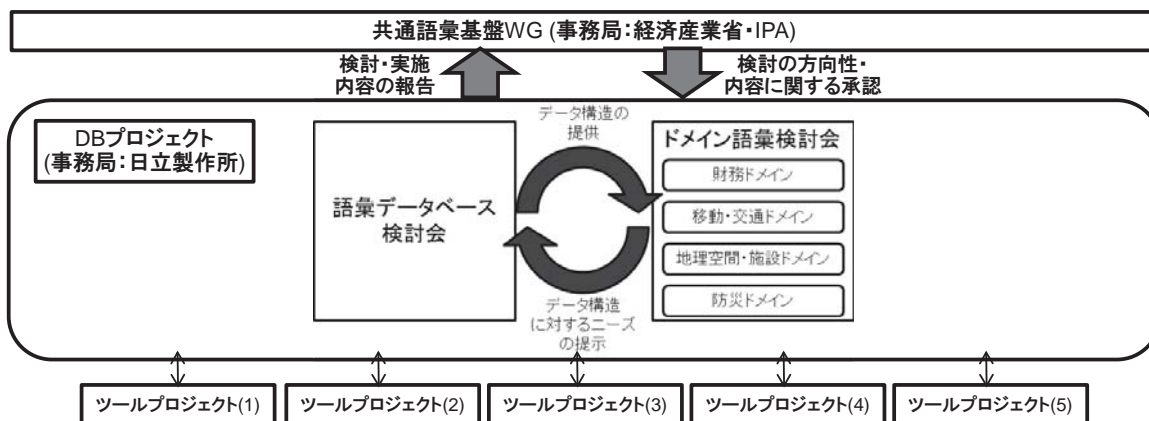 共通語彙基盤WG (事務局：経済産業省・IPA)
検討・実施
内容の報告
検討の方向性・
内容に関する承認
DBプロジェクト
(事務局：日立製作所)
語彙データベース
検討会
データ構造の
提供
データ構造
に対するニーズ
の提示
ドメイン語彙検討会
財務ドメイン
移動・交通ドメイン
地理空間・施設ドメイン
防災ドメイン
ツールプロジェクト(1)
ツールプロジェクト(2)
ツールプロジェクト(3)
ツールプロジェクト(4)
ツールプロジェクト(5)